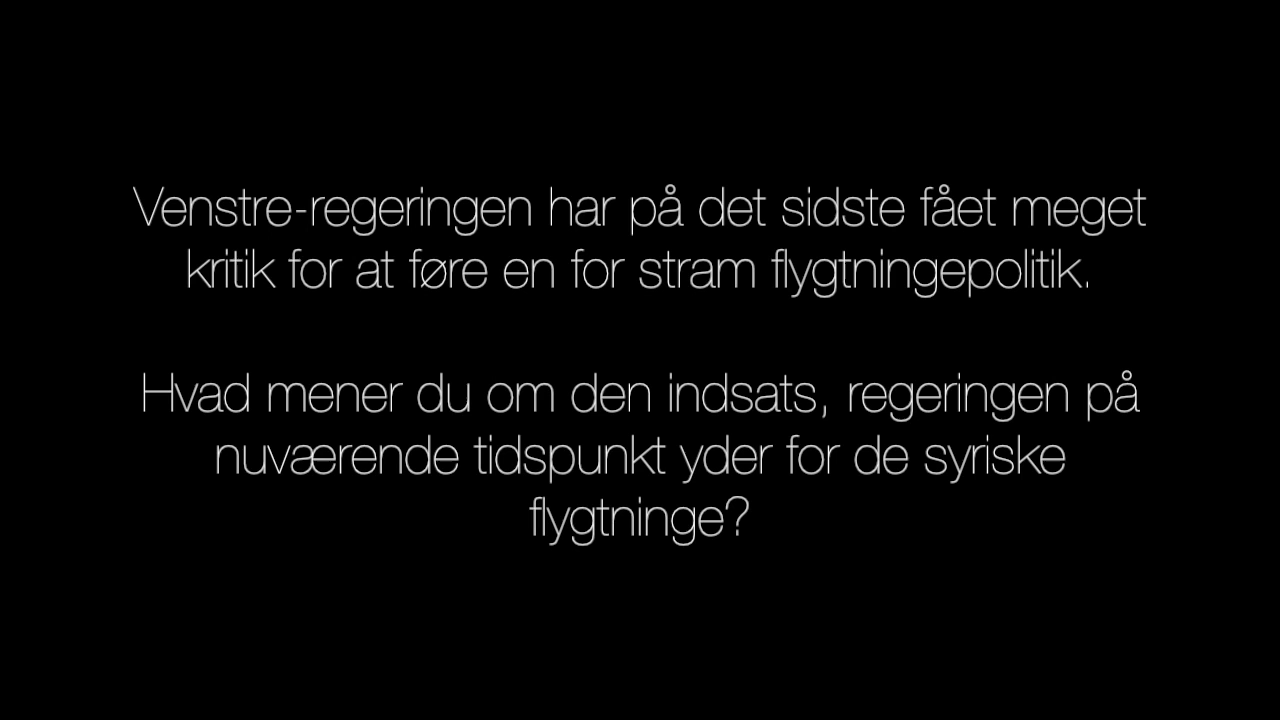 Venstre-regeringen har på det sidste fået meget
kritik for at føre en for stram flygtningepolitik.
Hvad mener du om den indsats, regeringen på
nuværende tidspunkt yder for de syriske
flygtninge?